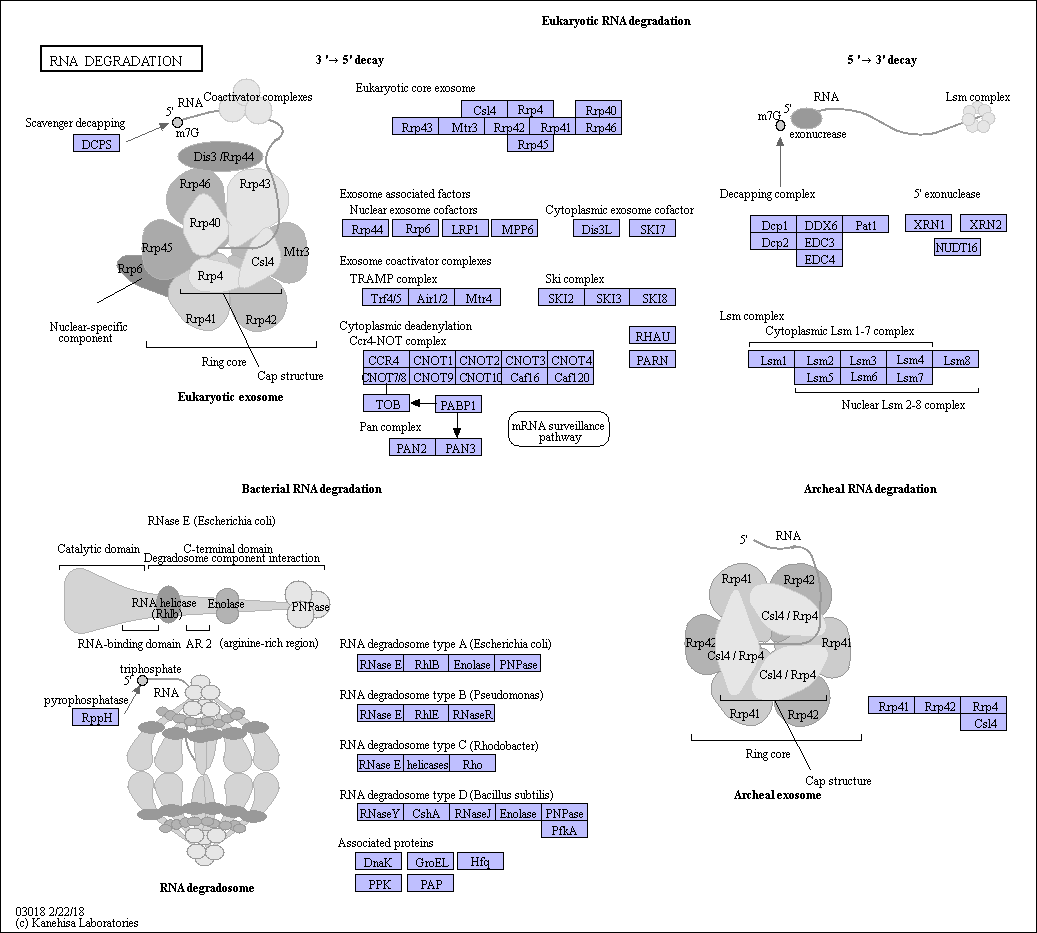 Eukaryotic RNA degradation
RNA DEGRADATION
3 '→ 5' decay
5 '→ 3' decay
Coactivator complexes
RNA
5'
m7G
Scavenger decapping
DCPS
Dis3 /Rrp44
Rrp46
Rrp43
Rrp40
Rrp45
Csl4
Mtr3
Rrp6
Rrp4
Rrp41
Rrp42
Nuclear-specific
component
Ring core
Cap structure
Eukaryotic exosome
Eukaryotic core exosome
Csl4 Rrp4 Rrp40
Rrp43 Mtr3 Rrp42 Rrp41 Rrp46
Rrp45
Exosome associated factors
Nuclear exosome cofactors
Rrp44 Rrp6 LRP1 MPP6
Cytoplasmic exosome cofactor
Dis3L SKI7
Exosome coactivator complexes
TRAMP complex
Trf4/5 Air1/2 Mtr4
Ski complex
SKI2 SKI3 SKI8
Cytoplasmic deadenylation
Ccr4-NOT complex
RHAU
PARN
CCR4 CNOT1 CNOT2 CNOT3 CNOT4
CNOT7/8 CNOT9 CNOT10 Caf16 Caf120
TOB PABP1
Pan complex
PAN2 PAN3
mRNA surveillance
pathway
RNA
5'
m7G
exonucrease
Lsm complex
Decapping complex
Dcp1 DDX6 Pat1
Dcp2 EDC3
EDC4
5' exonuclease
XRN1 XRN2
NUDT16
Lsm complex
Cytoplasmic Lsm 1-7 complex
Lsm1 Lsm2 Lsm3 Lsm4 Lsm8
Lsm5 Lsm6 Lsm7
Nuclear Lsm 2-8 complex
Bacterial RNA degradation
RNase E (Escherichia coli)
Catalytic domain
C-terminal domain
Degradosome component interaction
RNA helicase
(Rhlb)
Enolase
PNPase
RNA-binding domain
AR 2
(arginine-rich region)
triphosphate
5'
RNA
pyrophosphatase
RppH
RNA degradosome
RNA degradosome type A (Escherichia coli)
RNase E RhlB Enolase PNPase
RNA degradosome type B (Pseudomonas)
RNase E RhlE RNaseR
RNA degradosome type C (Rhodobacter)
RNase E helicases Rho
RNA degradosome type D (Bacillus subtilis)
RNaseY CshA RNaseJ Enolase PNPase
PfkA
Associated proteins
DnaK GroEL Hfq
PPK PAP
Archeal RNA degradation
5'
RNA
Rrp41
Rrp42
Csl4 / Rrp4
Rrp42
Rrp41
Csl4 / Rrp4
Csl4 / Rrp4
Rrp41
Rrp42
Ring core
Cap structure
Archeal exosome
Rrp41 Rrp42 Rrp4
Csl4
03018 2/22/18
(c) Kanehisa Laboratories